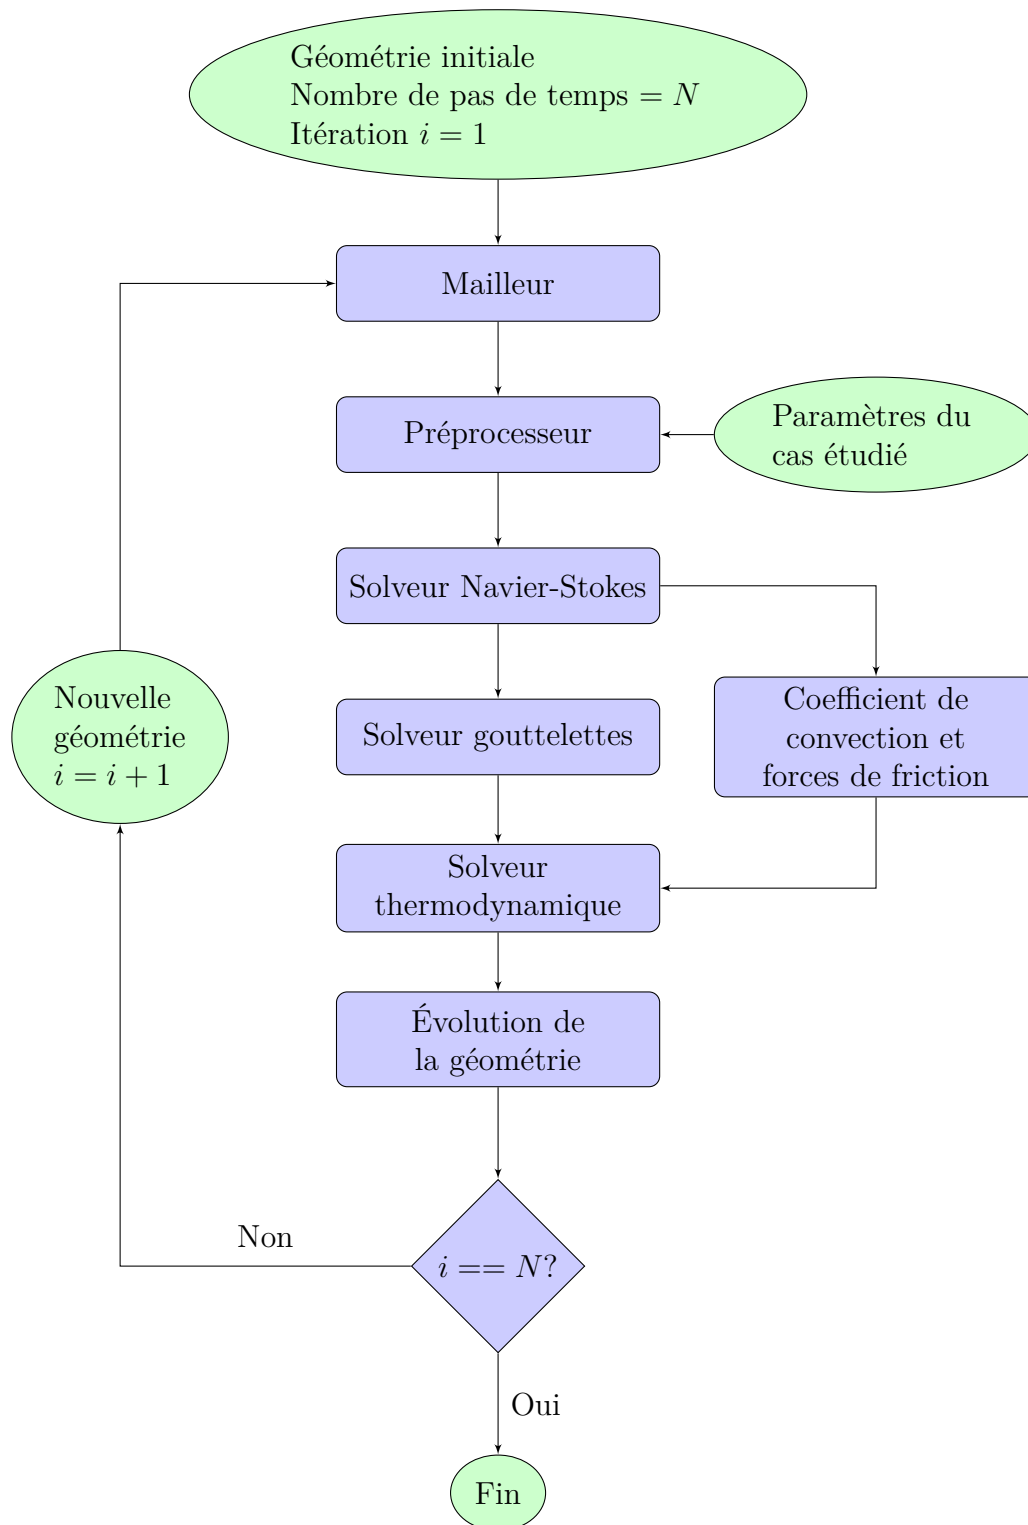 Géométrie initiale
Nombre de pas de temps = N
Itération i = 1
Mailleur
Préprocesseur
Paramètres du
cas étudié
Solveur Navier-Stokes
Nouvelle
géométrie
i = i + 1
Solveur gouttelettes
Coefficient de
convection et
forces de friction
Solveur
thermodynamique
Évolution de
la géométrie
Non
i == N?
Oui
Fin